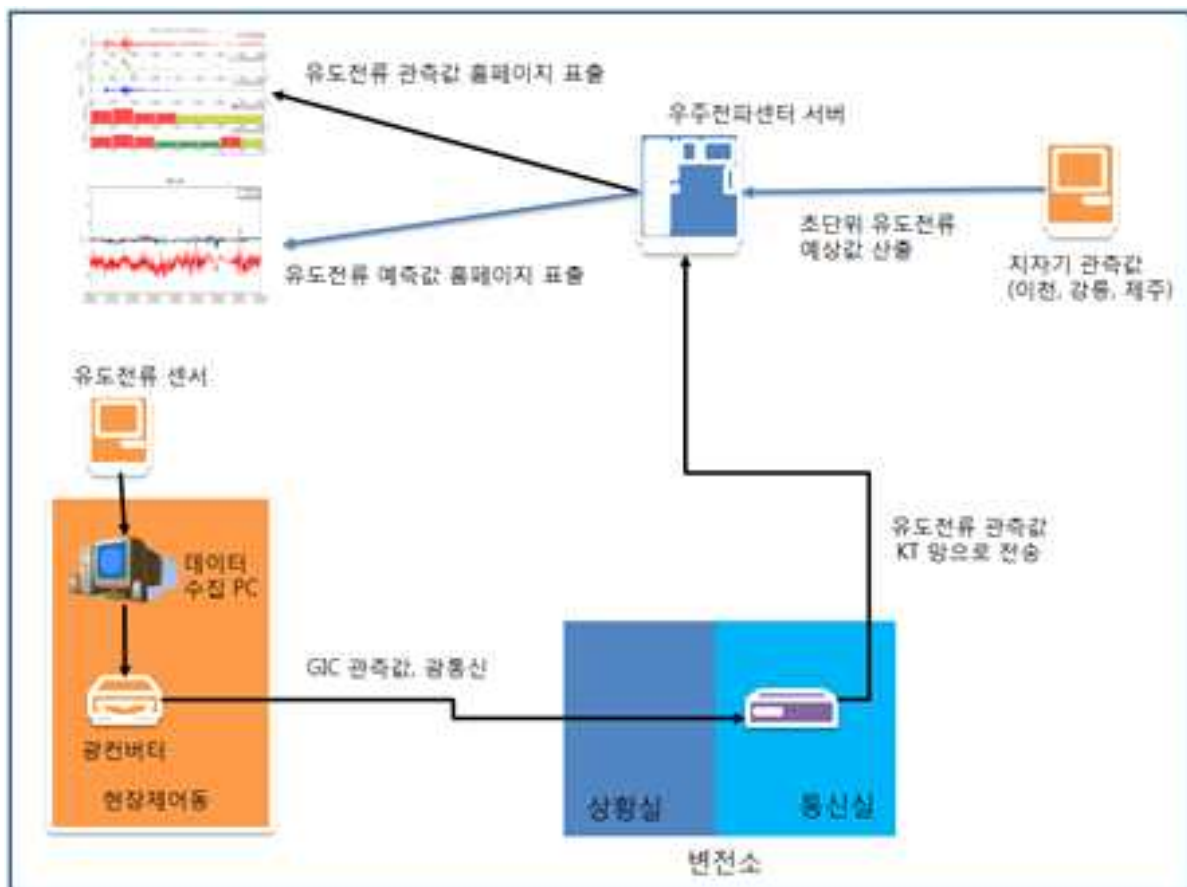 유도전류 관측값 홈페이지 표출
우주전파센터 서버
초단위 유도전류
예상값 산출
지자기 관측값
(이천, 강릉, 제주)
유도전류 예측값 홈페이지 표출
유도전류 센서
데이터
수집 PC
유도전류 관측값
KT 망으로 전송
GIC 관측값, 광통신
광컨버터
현장제어동
상황실
통신실
변전소